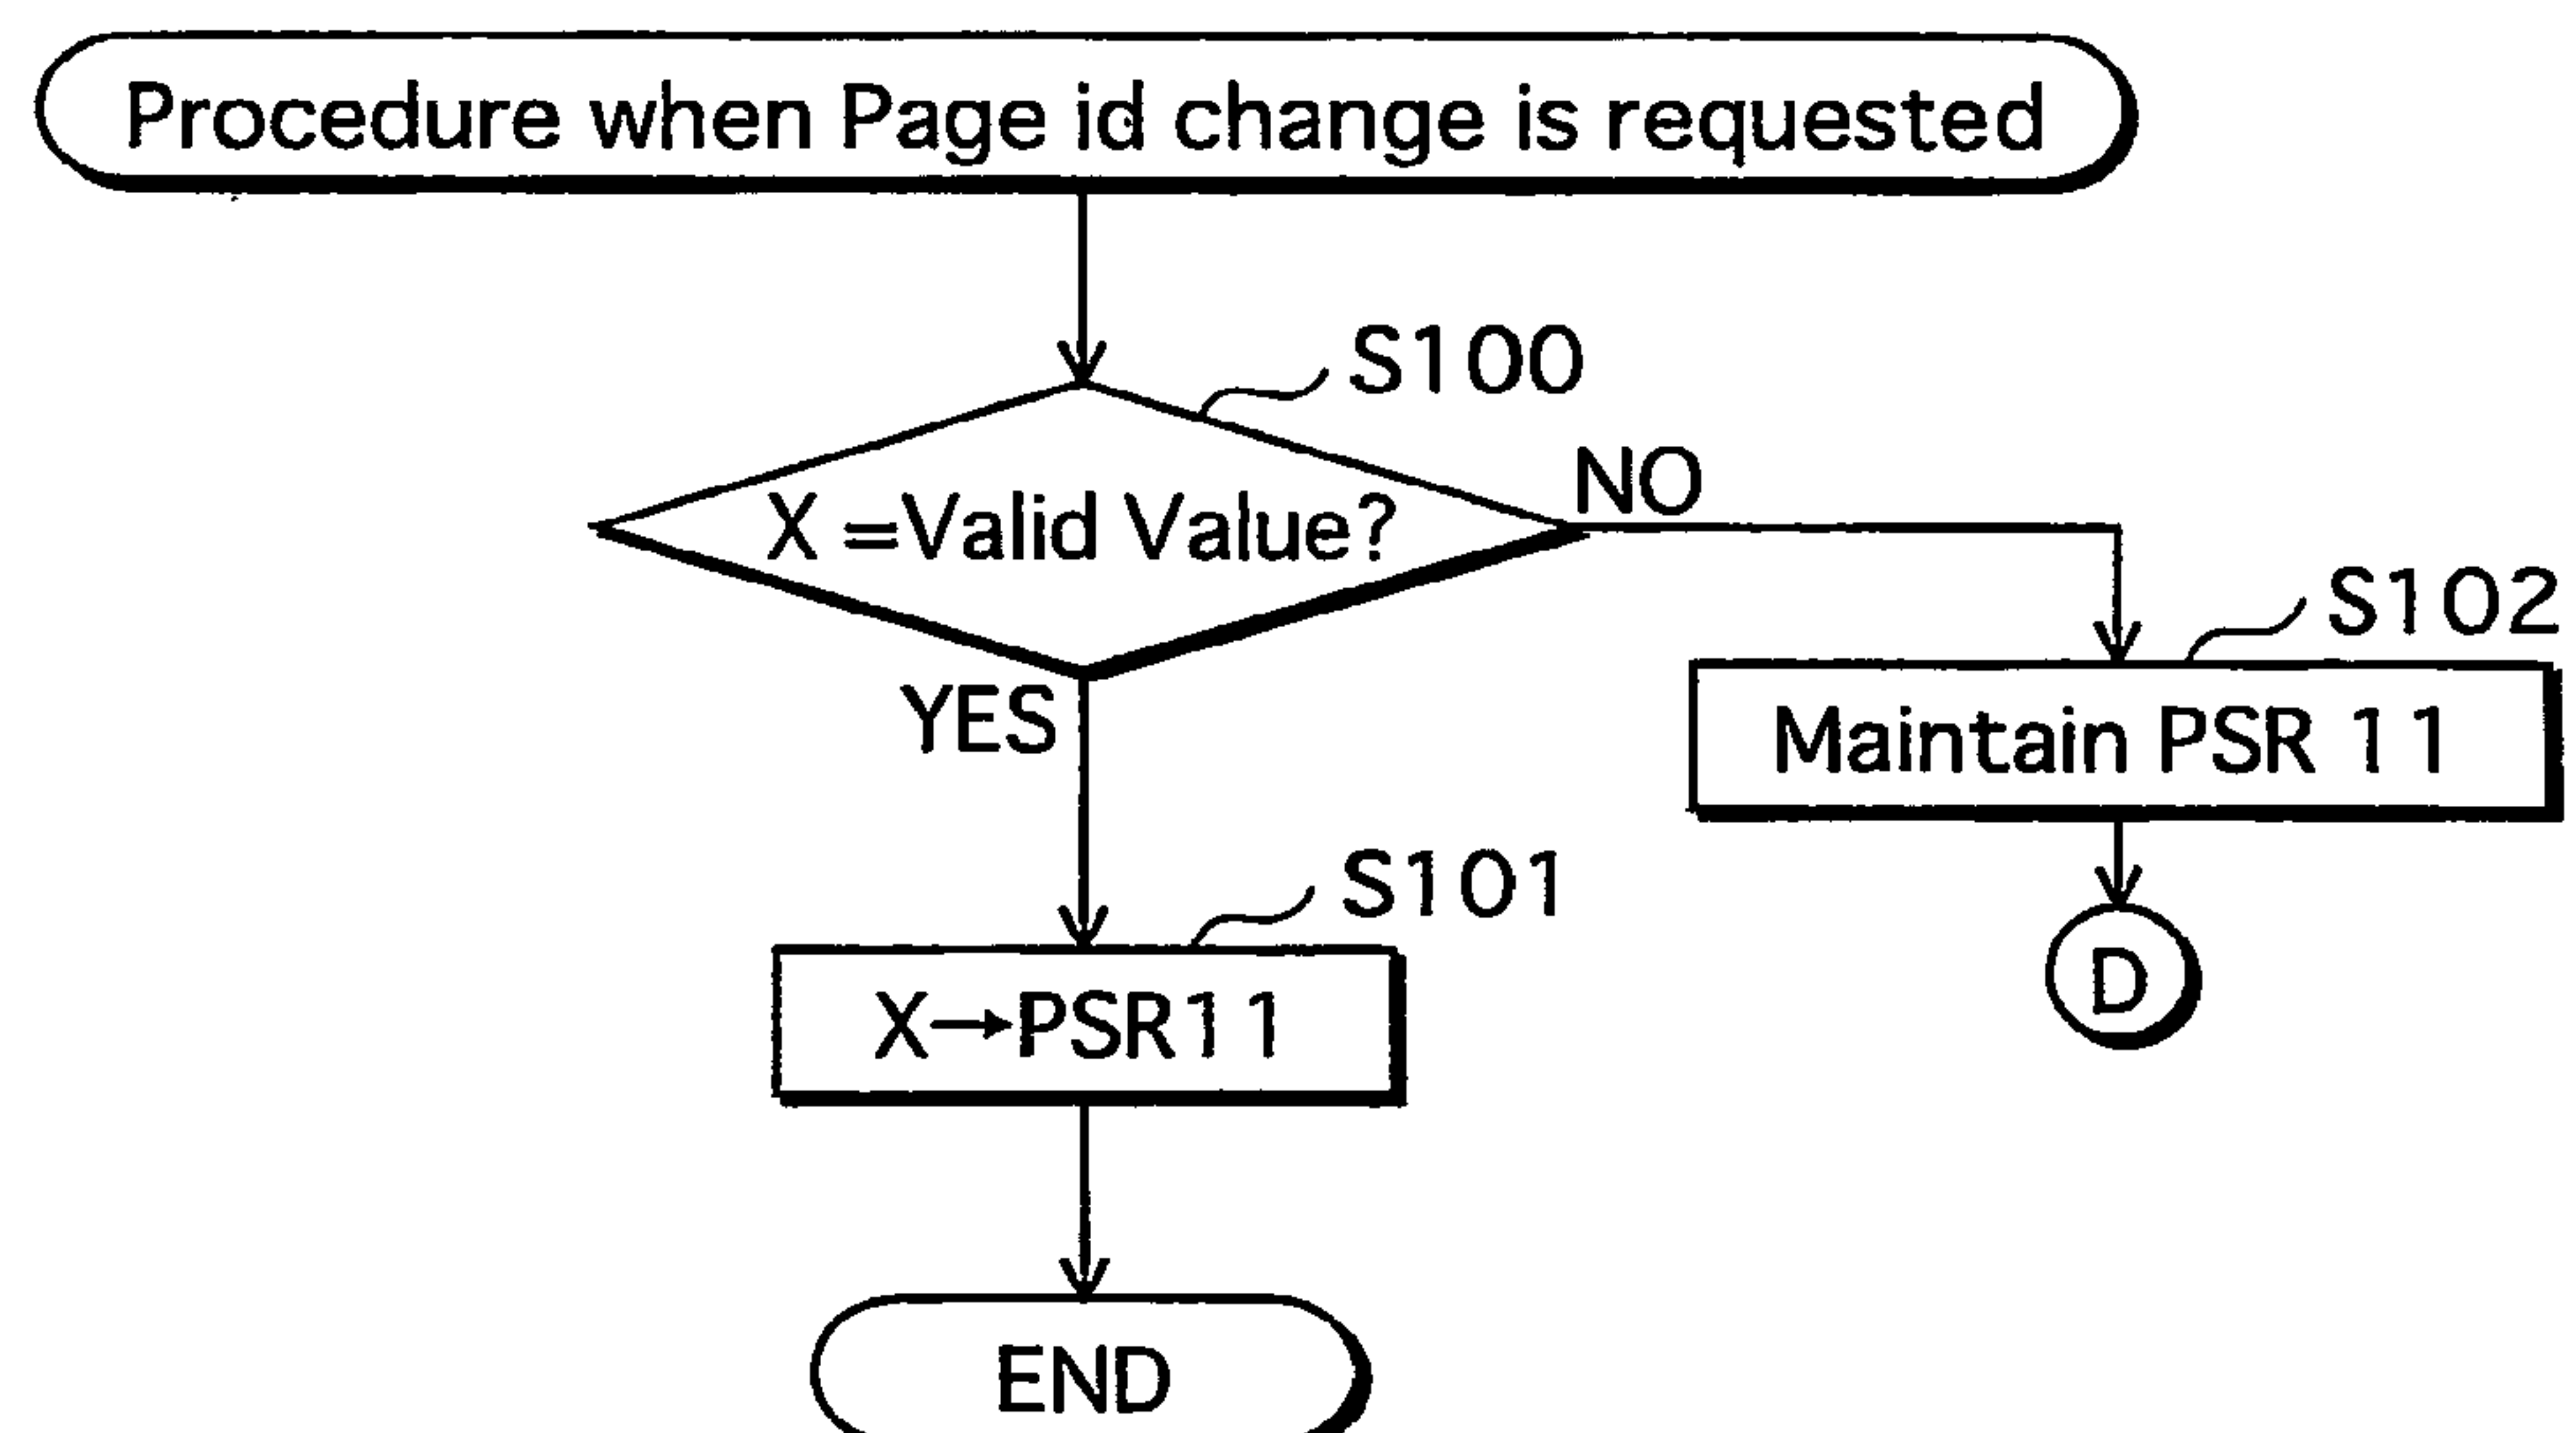 Procedure when Page id change is requested
S100
X =Valid Value?
NO
S102
YES
Maintain PSR 11
S101
X→PSR11
D
END